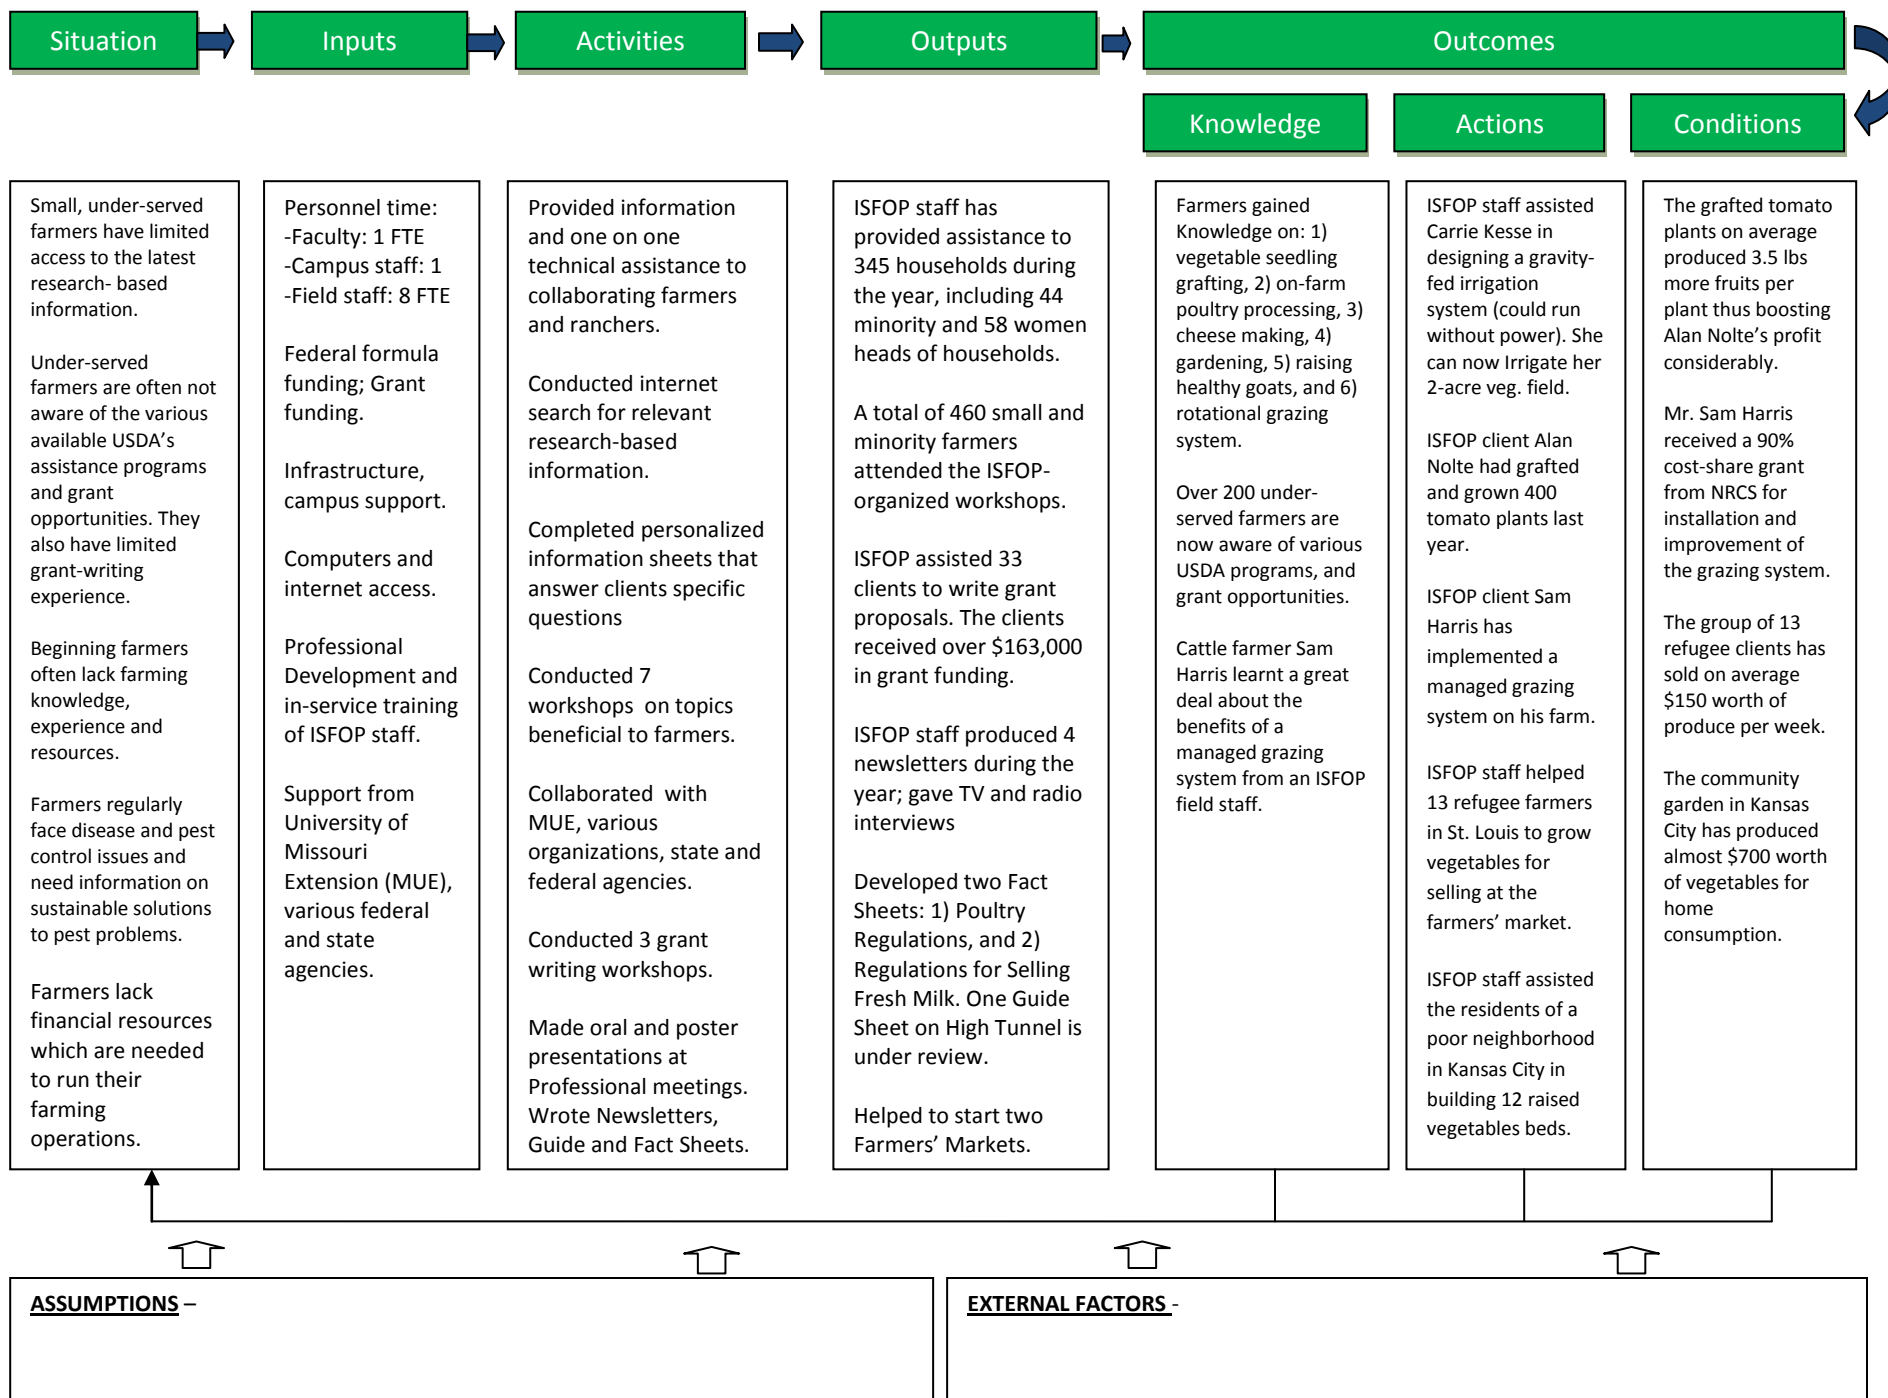 Situation
Inputs
Activities
Outputs
Outcomes
Knowledge
Actions
Conditions
Small, under-served
farmers have limited
access to the latest
research- based
information.
Under-served
farmers are often not
aware of the various
available USDA's
assistance programs
and grant
opportunities. They
also have limited
grant-writing
experience.
Beginning farmers
often lack farming
knowledge,
experience and
resources.
Farmers regularly
face disease and pest
control issues and
need information on
sustainable solutions
to pest problems.
Farmers lack
financial resources
which are needed
to run their
farming
operations.
Personnel time:
-Faculty: 1 FTE
-Campus staff: 1
-Field staff: 8 FTE
Federal formula
funding; Grant
funding.
Infrastructure,
campus support.
Computers and
internet access.
Professional
Development and
in-service training
of ISFOP staff.
Support from
University of
Missouri
Extension (MUE),
various federal
and state
agencies.
Provided information
and one on one
technical assistance to
collaborating farmers
and ranchers.
Conducted internet
search for relevant
research-based
information.
Completed personalized
information sheets that
answer clients specific
questions
Conducted 7
workshops on topics
beneficial to farmers.
Collaborated with
MUE, various
organizations, state and
federal agencies.
Conducted 3 grant
writing workshops.
Made oral and poster
presentations at
Professional meetings.
Wrote Newsletters,
Guide and Fact Sheets.
ISFOP staff has
provided assistance to
345 households during
the year, including 44
minority and 58 women
heads of households.
A total of 460 small and
minority farmers
attended the ISFOP-
organized workshops.
ISFOP assisted 33
clients to write grant
proposals. The clients
received over $163,000
in grant funding.
ISFOP staff produced 4
newsletters during the
year; gave TV and radio
interviews
Developed two Fact
Sheets: 1) Poultry
Regulations, and 2)
Regulations for Selling
Fresh Milk. One Guide
Sheet on High Tunnel is
under review.
Helped to start two
Farmers' Markets.
Farmers gained
Knowledge on: 1)
vegetable seedling
grafting, 2) on-farm
poultry processing, 3)
cheese making, 4)
gardening, 5) raising
healthy goats, and 6)
rotational grazing
system.
Over 200 under-
served farmers are
now aware of various
USDA programs, and
grant opportunities.
Cattle farmer Sam
Harris learnt a great
deal about the
benefits of a
managed grazing
system from an ISFOP
field staff.
ISFOP staff assisted
Carrie Kesse in
designing a gravity-
fed irrigation
system (could run
without power). She
can now Irrigate her
2-acre veg. field.
ISFOP client Alan
Nolte had grafted
and grown 400
tomato plants last
year.
ISFOP client Sam
Harris has
implemented a
managed grazing
system on his farm.
ISFOP staff helped
13 refugee farmers
in St. Louis to grow
vegetables for
selling at the
farmers' market.
ISFOP staff assisted
the residents of a
poor neighborhood
in Kansas City in
building 12 raised
vegetables beds.
The grafted tomato
plants on average
produced 3.5 lbs
more fruits per
plant thus boosting
Alan Nolte's profit
considerably.
Mr. Sam Harris
received a 90%
cost-share grant
from NRCS for
installation and
improvement of
the grazing system.
The group of 13
refugee clients has
sold on average
$150 worth of
produce per week.
The community
garden in Kansas
City has produced
almost $700 worth
of vegetables for
home
consumption.
ASSUMPTIONS –
EXTERNAL FACTORS -